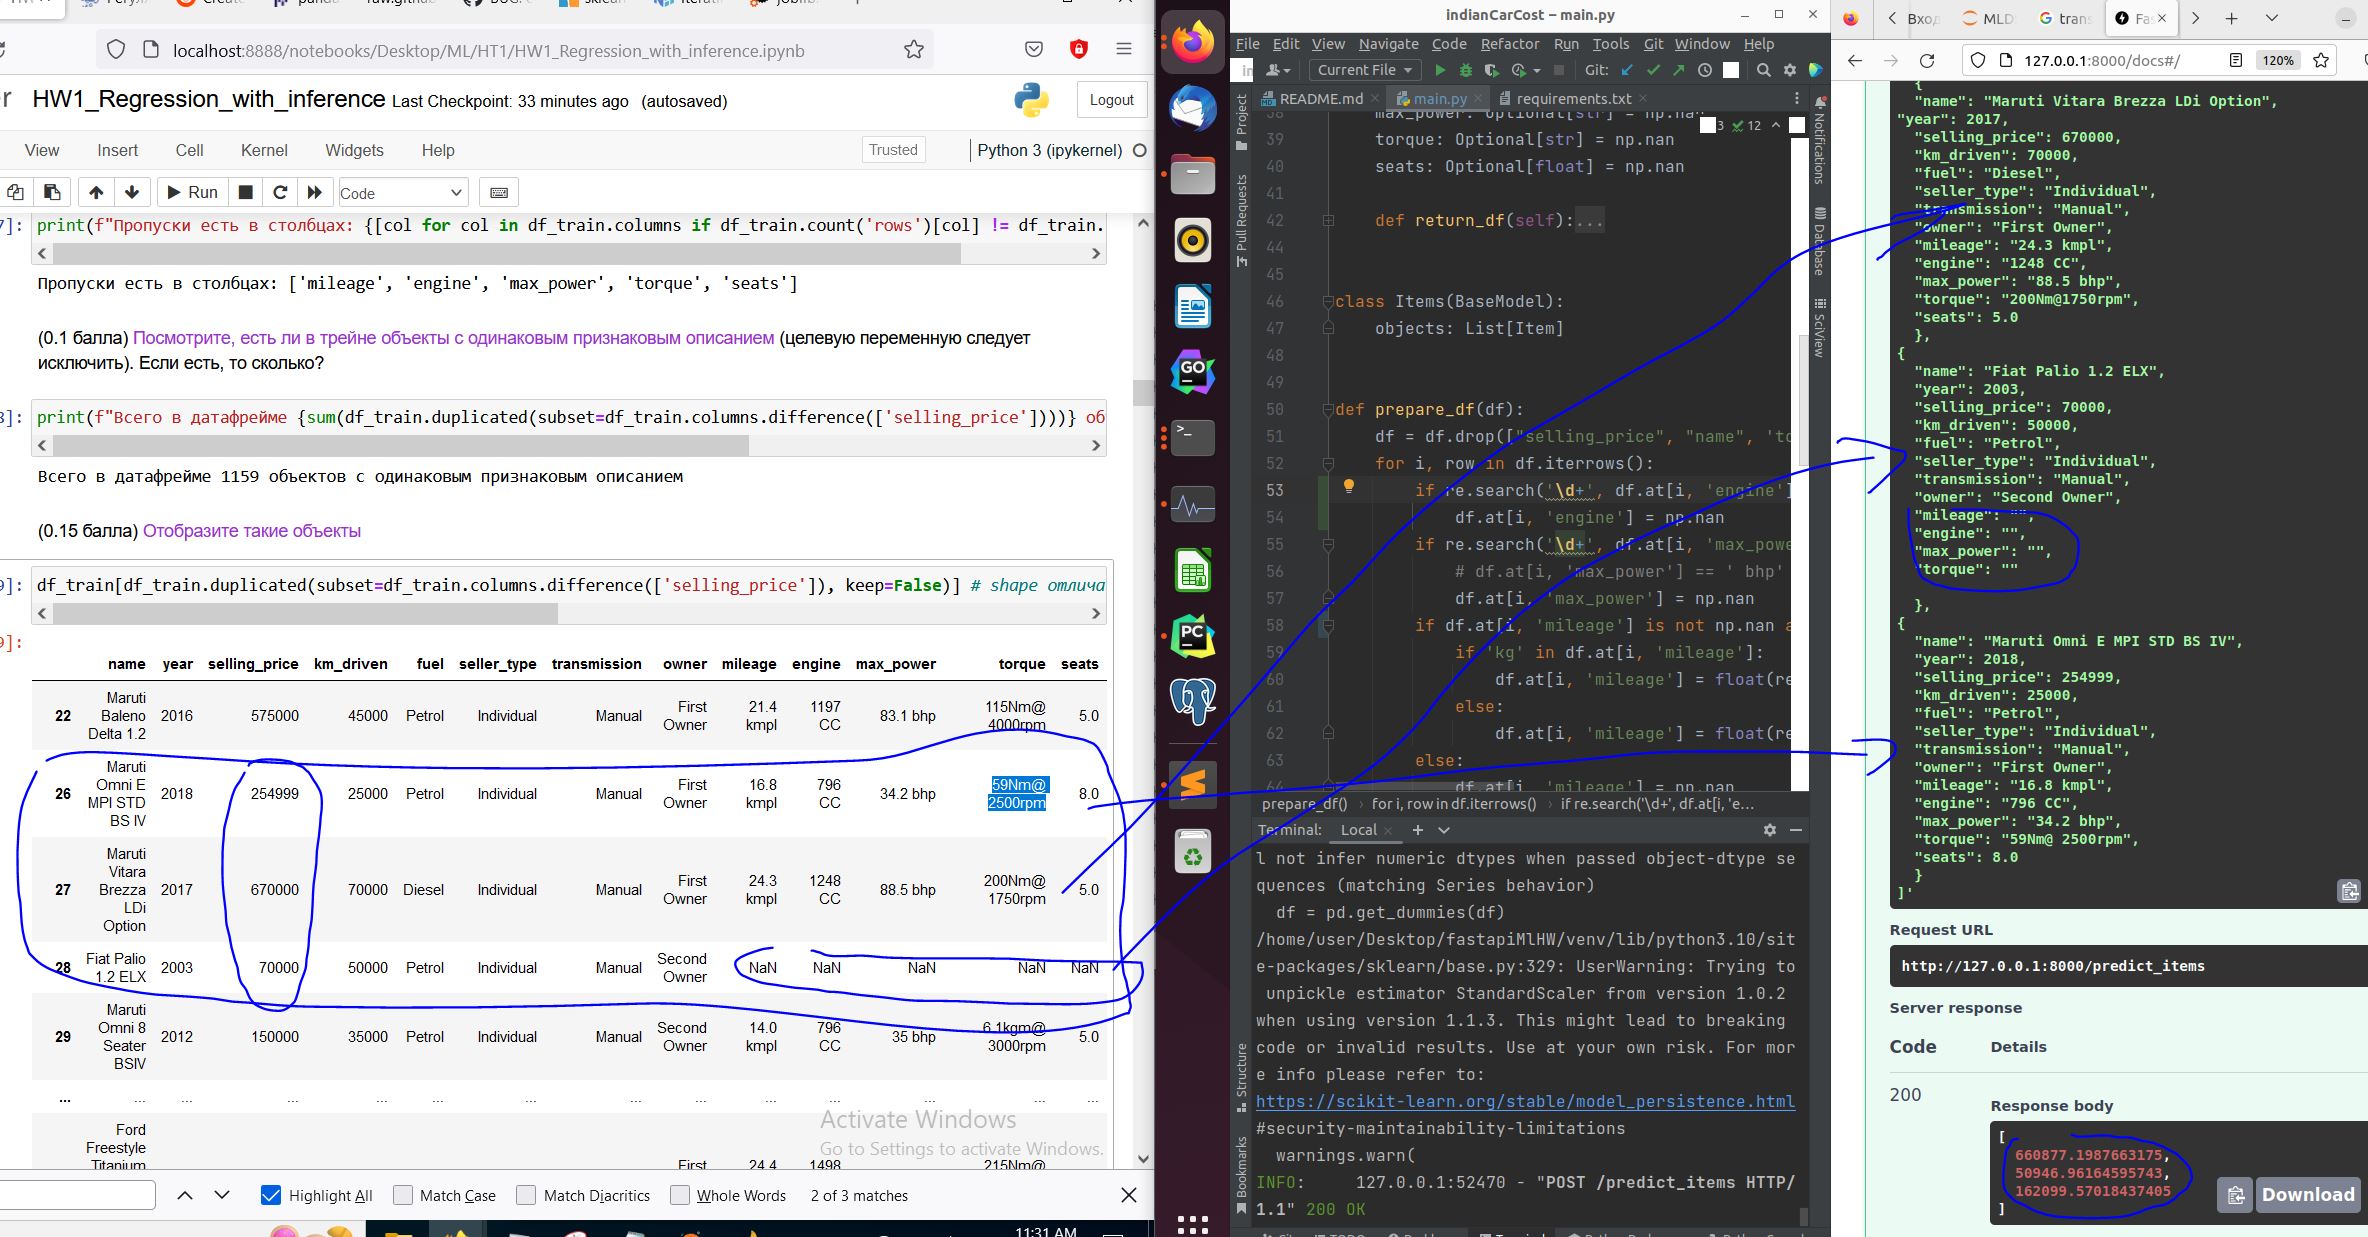 localhost:8888/notebooks/Desktop/ML/HT1/HW1_Regression_with_inference.ipynb
HW1_Regression_with_inference Last Checkpoint: 33 minutes ago (autosaved)
Logout
View Insert Cell Kernel Widgets Help
Trusted
Python 3 (ipykernel)
Run
Code
print(f"Пропуски есть в столбцах: {[col for col in df_train.columns if df_train.count('rows')[col] != df_train.
Пропуски есть в столбцах: ['mileage', 'engine', 'max_power', 'torque', 'seats']
(0.1 балла) Посмотрите, есть ли в трейне объекты с одинаковым признаковым описанием (целевую переменную следует
исключить). Если есть, то сколько?
print(f"Всего в датафрейме {sum(df_train.duplicated(subset=df_train.columns.difference(['selling_price'])))} об
Всего в датафрейме 1159 объектов с одинаковым признаковым описанием
(0.15 балла) Отобразите такие объекты
df_train[df_train.duplicated(subset=df_train.columns.difference(['selling_price']), keep=False)] # shape отлича
name year selling_price km_driven fuel seller_type transmission owner mileage engine max_power torque seats
22 Maruti Baleno Delta 1.2 2016 575000 45000 Petrol Individual Manual First Owner 21.4 kmpl 1197 CC 83.1 bhp 115Nm@ 4000rpm 5.0
26 Maruti Omni E MPI STD BS IV 2018 254999 25000 Petrol Individual Manual First Owner 16.8 kmpl 796 CC 34.2 bhp 59Nm@ 2500rpm 8.0
27 Maruti Vitara Brezza LDi Option 2017 670000 70000 Diesel Individual Manual First Owner 24.3 kmpl 1248 CC 88.5 bhp 200Nm@ 1750rpm 5.0
28 Fiat Palio 1.2 ELX 2003 70000 50000 Petrol Individual Manual Second Owner NaN NaN NaN NaN NaN
29 Maruti Omni 8 Seater BSIV 2012 150000 35000 Petrol Individual Manual Second Owner 14.0 kmpl 796 CC 35 bhp 6.1kgm@ 3000rpm 5.0
... ... ... ... ... ... ... ... ... ... ... ... ... ...
Ford Freestyle Titanium First 24.4 1498 215Nm@
Activate Windows
Go to Settings to activate Windows.
Highlight All Match Case Match Diacritics Whole Words 2 of 3 matches
11:31 AM
indianCarCost – main.py
File Edit View Navigate Code Refactor Run Tools Git Window Help
Current File
Git:
README.md main.py requirements.txt
Project
Pull Requests
Structure
Bookmarks
Notifications
Database
SciView
3 12
38 max_power: Optional[str] = np.nan
39 torque: Optional[str] = np.nan
40 seats: Optional[float] = np.nan
41
42 def return_df(self):...
44
45
46 class Items(BaseModel):
47 objects: List[Item]
48
49
50 def prepare_df(df):
51 df = df.drop(["selling_price", "name", 'to
52 for i, row in df.iterrows():
53 if re.search('\d+', df.at[i, 'engine']
54 df.at[i, 'engine'] = np.nan
55 if re.search('\d+', df.at[i, 'max_powe
56 # df.at[i, 'max_power'] == ' bhp'
57 df.at[i, 'max_power'] = np.nan
58 if df.at[i, 'mileage'] is not np.nan a
59 if 'kg' in df.at[i, 'mileage']:
60 df.at[i, 'mileage'] = float(re
61 else:
62 df.at[i, 'mileage'] = float(re
63 else:
64 df.at[i, 'mileage'] = np.nan
prepare_df() › for i, row in df.iterrows() › if re.search('\d+', df.at[i, 'e...
Terminal: Local
l not infer numeric dtypes when passed object-dtype se
quences (matching Series behavior)
df = pd.get_dummies(df)
/home/user/Desktop/fastapiMlHW/venv/lib/python3.10/sit
e-packages/sklearn/base.py:329: UserWarning: Trying to
unpickle estimator StandardScaler from version 1.0.2
when using version 1.1.3. This might lead to breaking
code or invalid results. Use at your own risk. For mor
e info please refer to:
https://scikit-learn.org/stable/model_persistence.html
#security-maintainability-limitations
warnings.warn(
INFO: 127.0.0.1:52470 - "POST /predict_items HTTP/
1.1" 200 OK
Вход MLD trans Fas
127.0.0.1:8000/docs#/ 120%
{
"name": "Maruti Vitara Brezza LDi Option",
"year": 2017,
"selling_price": 670000,
"km_driven": 70000,
"fuel": "Diesel",
"seller_type": "Individual",
"transmission": "Manual",
"owner": "First Owner",
"mileage": "24.3 kmpl",
"engine": "1248 CC",
"max_power": "88.5 bhp",
"torque": "200Nm@1750rpm",
"seats": 5.0
},
{
"name": "Fiat Palio 1.2 ELX",
"year": 2003,
"selling_price": 70000,
"km_driven": 50000,
"fuel": "Petrol",
"seller_type": "Individual",
"transmission": "Manual",
"owner": "Second Owner",
"mileage": "",
"engine": "",
"max_power": "",
"torque": ""
},
{
"name": "Maruti Omni E MPI STD BS IV",
"year": 2018,
"selling_price": 254999,
"km_driven": 25000,
"fuel": "Petrol",
"seller_type": "Individual",
"transmission": "Manual",
"owner": "First Owner",
"mileage": "16.8 kmpl",
"engine": "796 CC",
"max_power": "34.2 bhp",
"torque": "59Nm@ 2500rpm",
"seats": 8.0
}
]'
Request URL
http://127.0.0.1:8000/predict_items
Server response
Code Details
200
Response body
[
660877.1987663175,
50946.96164595743,
162099.57018437405
]
Download